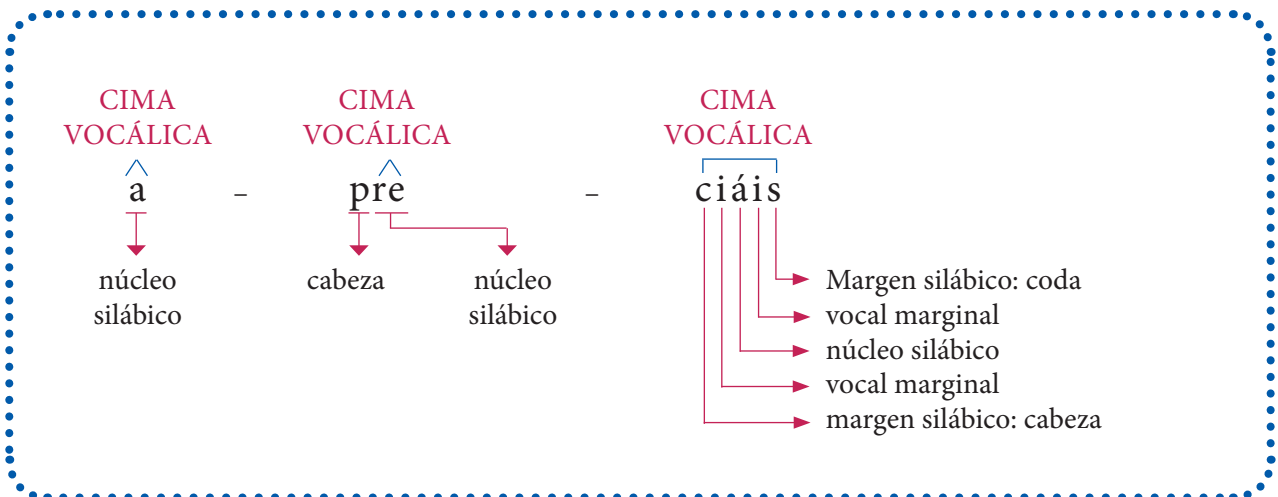 CIMA CIMA CIMA
VOCÁLICA VOCÁLICA VOCÁLICA
a – pre – ciáis
núcleo cabeza núcleo
silábico silábico
Margen silábico: coda
vocal marginal
núcleo silábico
vocal marginal
margen silábico: cabeza